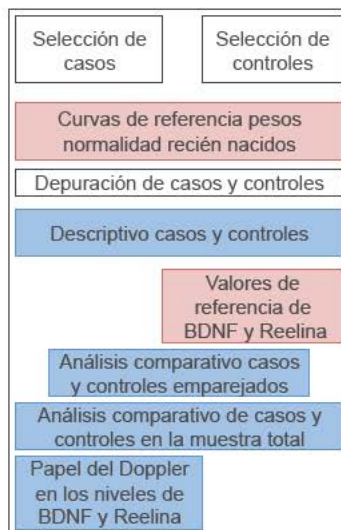 Selección de
casos
Selección de
controles
Curvas de referencia pesos
normalidad recién nacidos
Depuración de casos y controles
Descriptivo casos y controles
Valores de
referencia de
BDNF y Reelina
Análisis comparativo casos
y controles emparejados
Análisis comparativo de casos y
controles en la muestra total
Papel del Doppler
en los niveles de
BDNF y Reelina